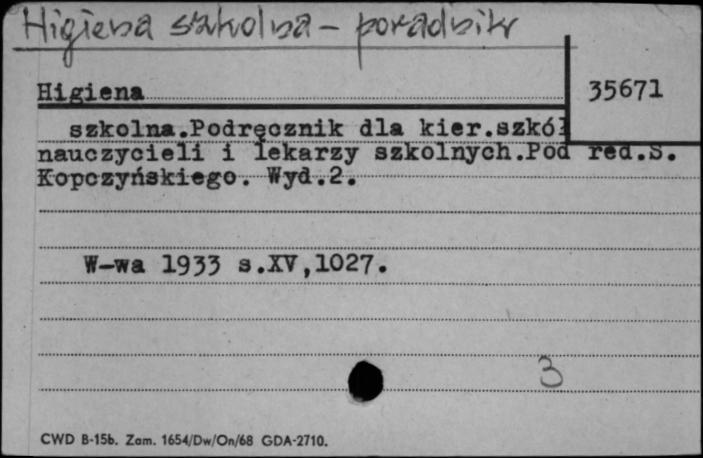 Higiena szkolna - poradnik
35671
Higiena
szkolna.Podręcznik dla kier.szkół
nauczycieli i lekarzy szkolnych.Pod red.S.
Kopczyńskiego. Wyd.2.
W-wa 1933 s.XV,1027.
3
CWD B-15b. Zam. 1654/Dw/On/68 GDA-2710.